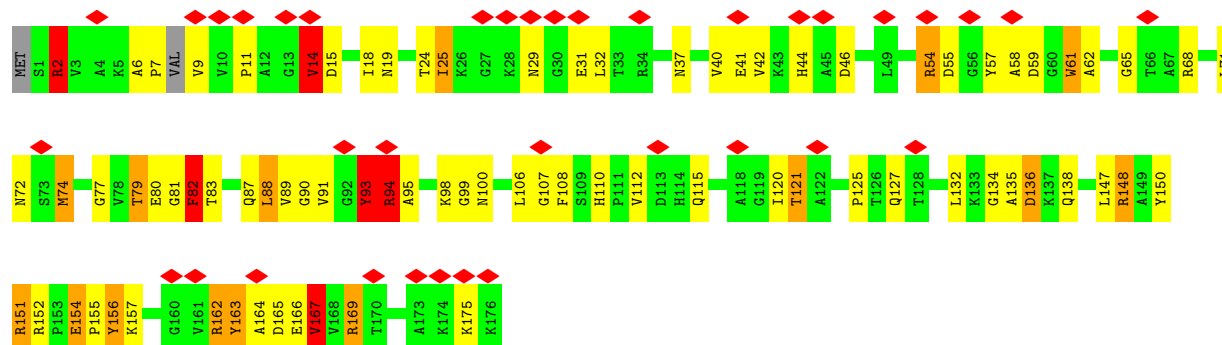 MET S1 R2 V3 A4 K5 A6 P7 VAL V9 V10 P11 A12 G13 V14 D15 I18 N19 T24 I25 K26 G27 K28 N29 G30 E31 L32 T33 R34 N37 V40 E41 V42 K43 H44 A45 D46 L49 R54 D55 G56 Y57 A58 D59 G60 W61 A62 G65 T66 A67 R68
N72 S73 M74 G77 V78 T79 E80 G81 F82 T83 Q87 L88 V89 G90 V91 G92 Y93 R94 A95 K98 G99 N100 L106 G107 F108 S109 H110 P111 V112 D113 H114 Q115 A118 G119 I120 T121 A122 P125 T126 Q127 T128 L132 K133 G134 A135 D136 K137 Q138 L147 R148 A149 Y150
R151 R152 P153 E154 P155 Y156 K157 G160 V161 R162 Y163 A164 D165 E166 V167 V168 R169 T170 A173 K174 K175 K176